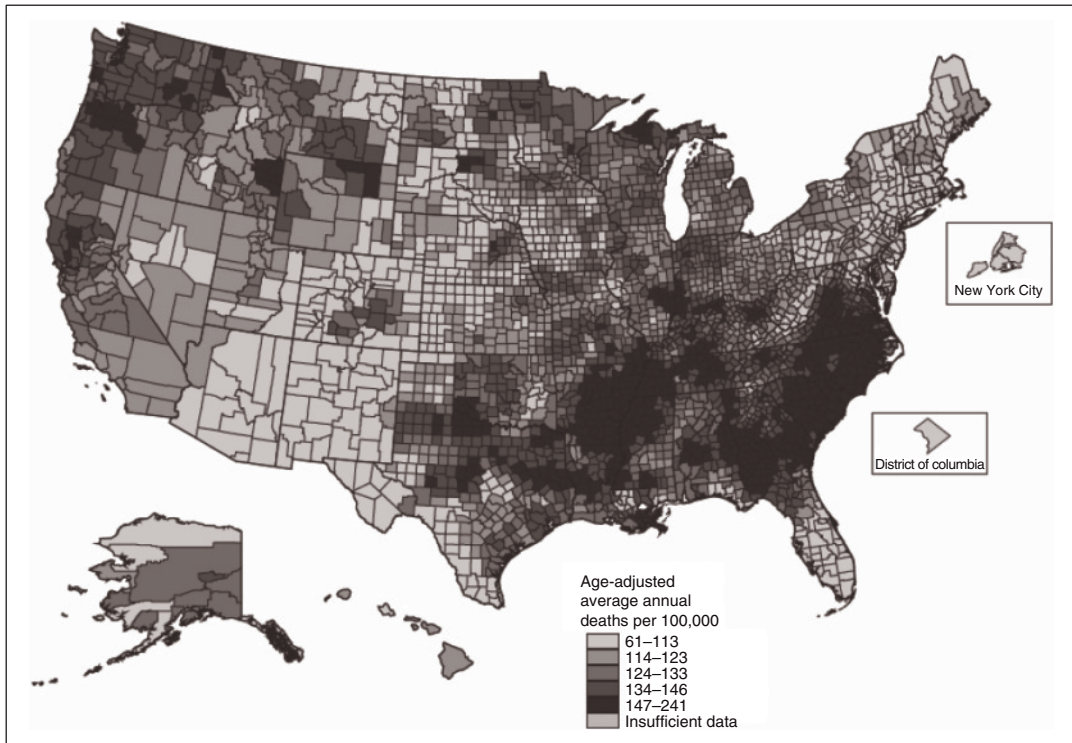 New York City
District of columbia
Age-adjusted
average annual
deaths per 100,000
61–113
114–123
124–133
134–146
147–241
Insufficient data